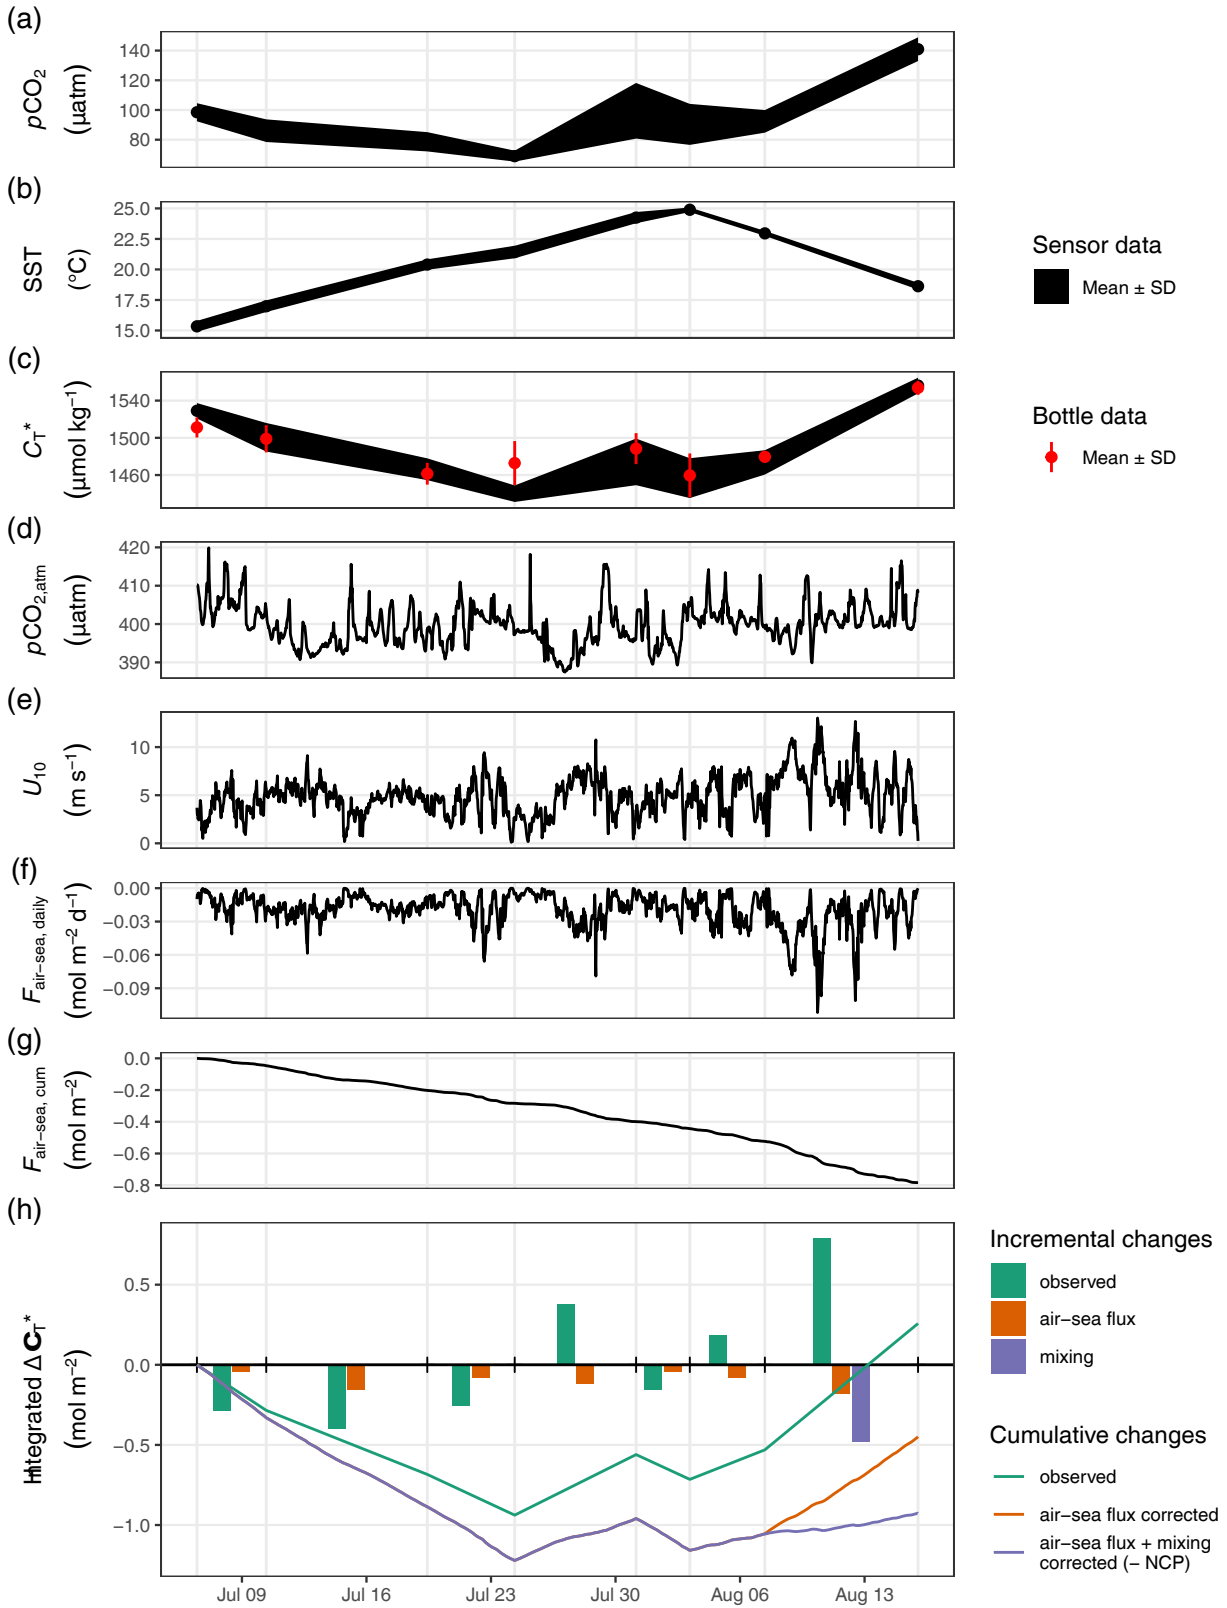 (a)
pCO₂
(µatm)
140
120
100
80
(b)
SST
(°C)
25.0
22.5
20.0
17.5
15.0
Sensor data
Mean ± SD
(c)
C_T*
(µmol kg⁻¹)
1540
1500
1460
Bottle data
Mean ± SD
(d)
pCO₂,atm
(µatm)
420
410
400
390
(e)
U₁₀
(m s⁻¹)
10
5
0
(f)
F air−sea, daily
(mol m⁻² d⁻¹)
0.00
−0.03
−0.06
−0.09
(g)
F air−sea, cum
(mol m⁻²)
0.0
−0.2
−0.4
−0.6
−0.8
(h)
Integrated Δ C_T*
(mol m⁻²)
0.5
0.0
−0.5
−1.0
Jul 09
Jul 16
Jul 23
Jul 30
Aug 06
Aug 13
Incremental changes
observed
air−sea flux
mixing
Cumulative changes
observed
air−sea flux corrected
air−sea flux + mixing
corrected (− NCP)